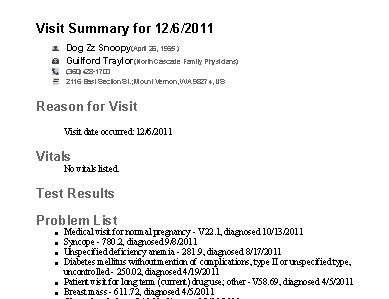 Visit Summary for 12/6/2011
Dog Zz Snoopy (April 26, 1965)
Guilford Traylor (North Cascade Family Physicians)
(360) 428-1700
2116 East Section St.; Mount Vernon, WA 98274, US
Reason for Visit
Visit date occurred: 12/6/2011
Vitals
No vitals listed.
Test Results
Problem List
Medical visit for normal pregnancy - V22.1, diagnosed 10/13/2011
Syncope - 780.2, diagnosed 9/8/2011
Unspecified deficiency anemia - 281.9, diagnosed 8/17/2011
Diabetes mellitus without mention of complications, type II or unspecified type,
uncontrolled - 250.02, diagnosed 4/19/2011
Patient visit for long term (current) drug use; other - V58.69, diagnosed 4/5/2011
Breast mass - 611.72, diagnosed 4/5/2011